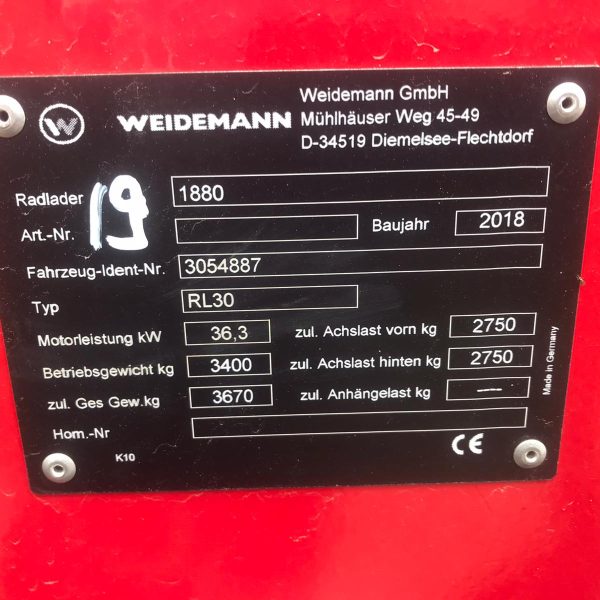 Weidemann GmbH
W WEIDEMANN Mühlhäuser Weg 45-49
D-34519 Diemelsee-Flechtdorf
Radlader 1880
19
Art.-Nr. Baujahr 2018
Fahrzeug-Ident-Nr. 3054887
Typ RL30
Motorleistung kW 36,3 zul. Achslast vorn kg 2750
Betriebsgewicht kg 3400 zul. Achslast hinten kg 2750
zul. Ges Gew.kg 3670 zul. Anhängelast kg —
Hom.-Nr
K10 CE
Made in Germany